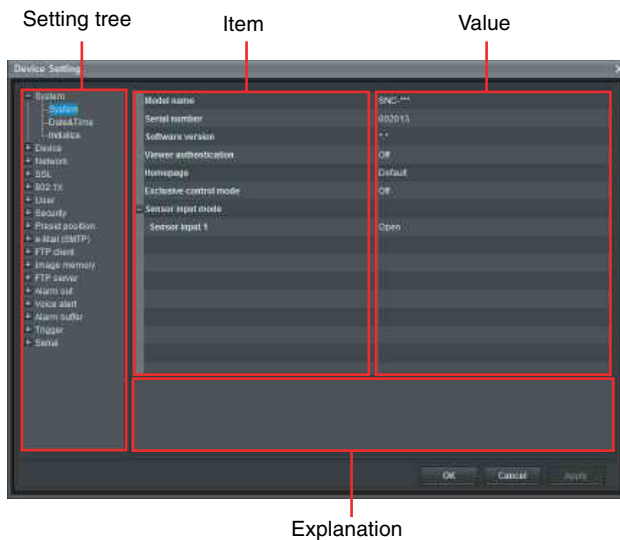 Setting tree
Item
Value
Device Setting
System
System
Date&Time
Initialize
Device
Network
SSL
802.1X
User
Security
Preset position
e-Mail (SMTP)
FTP client
Image memory
FTP server
Alarm out
Voice alert
Alarm buffer
Trigger
Serial
Model name SNC-***
Serial number 002013
Software version *.*
Viewer authentication Off
Homepage Default
Exclusive control mode Off
Sensor input mode
Sensor input 1 Open
OK Cancel Apply
Explanation